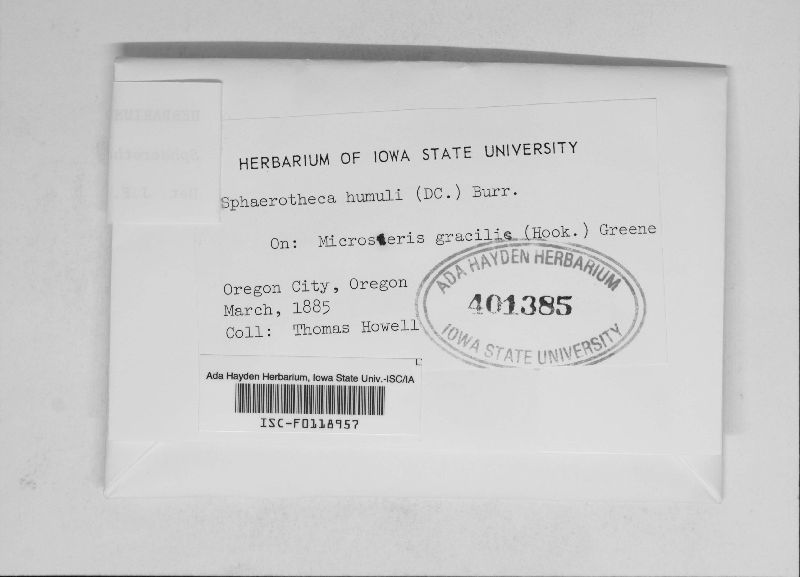 HERBARIUM OF IOWA STATE UNIVERSITY
Sphaerotheca humuli (DC.) Burr.
On: Microsteris gracilis (Hook.) Greene
Oregon City, Oregon
March, 1885
Coll: Thomas Howell
ADA HAYDEN HERBARIUM
401385
IOWA STATE UNIVERSITY
Ada Hayden Herbarium, Iowa State Univ.-ISC/IA
ISC-F0118957